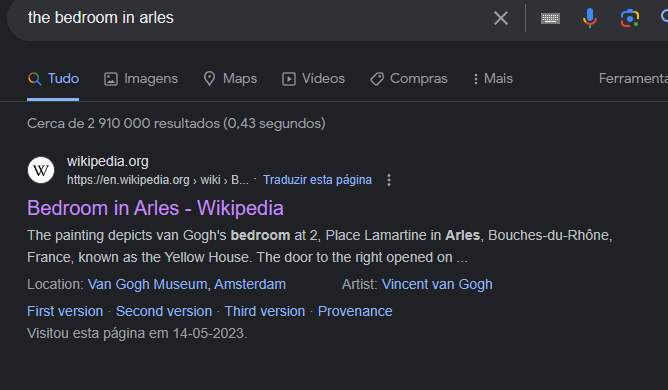 the bedroom in arles
Tudo Imagens Maps Vídeos Compras Mais Ferramenta
Cerca de 2 910 000 resultados (0,43 segundos)
W wikipedia.org
https://en.wikipedia.org › wiki › B... · Traduzir esta página
Bedroom in Arles - Wikipedia
The painting depicts van Gogh's bedroom at 2, Place Lamartine in Arles, Bouches-du-Rhône,
France, known as the Yellow House. The door to the right opened on ...
Location: Van Gogh Museum, Amsterdam Artist: Vincent van Gogh
First version · Second version · Third version · Provenance
Visitou esta página em 14-05-2023.